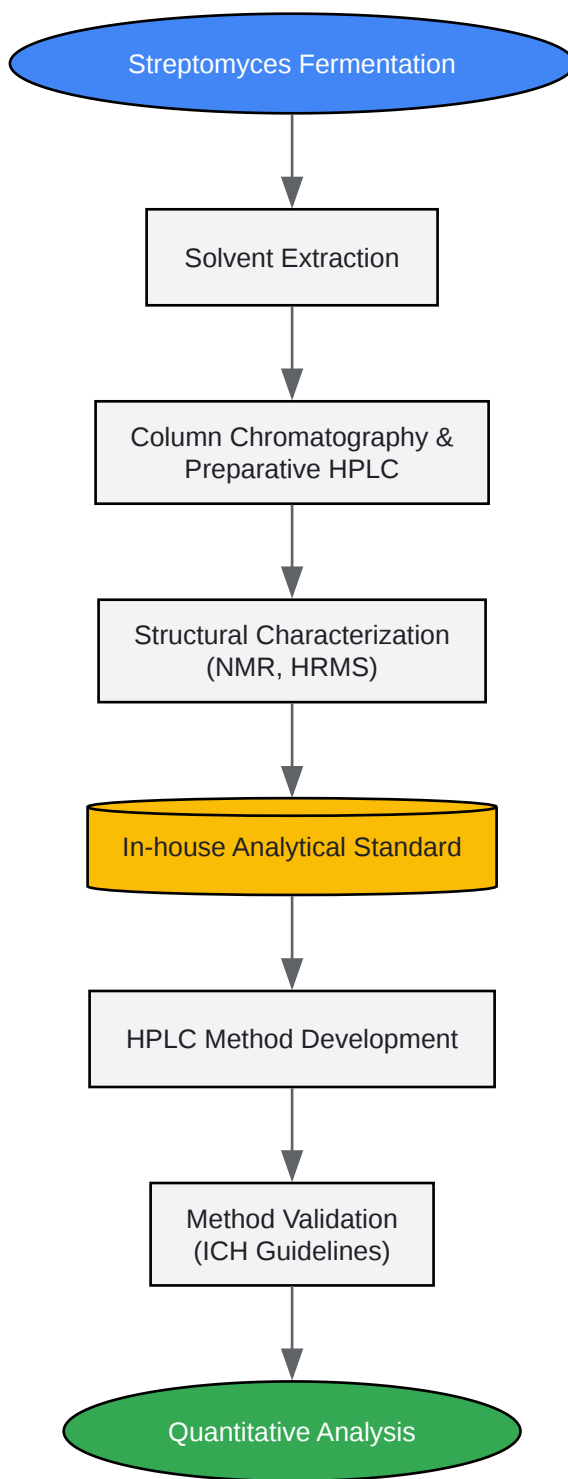 Streptomyces Fermentation
Solvent Extraction
Column Chromatography &
Preparative HPLC
Structural Characterization
(NMR, HRMS)
In-house Analytical Standard
HPLC Method Development
Method Validation
(ICH Guidelines)
Quantitative Analysis